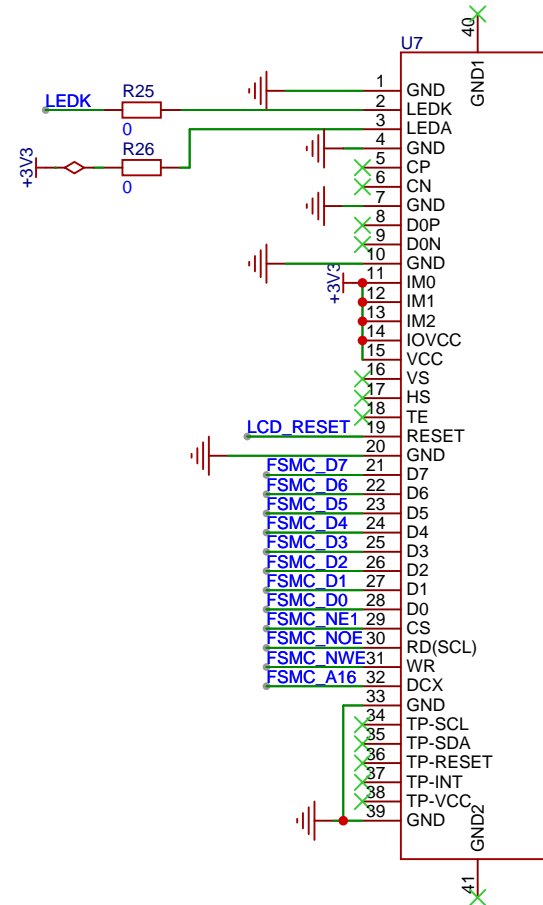 40
U7
GND1
1 GND
LEDK R25 2 LEDK
0
3 LEDA
+3V3 R26 4 GND
0
5 CP
6 CN
7 GND
8 D0P
9 D0N
10 GND
+3V3 11 IM0
12 IM1
13 IM2
14 IOVCC
15 VCC
16 VS
17 HS
18 TE
LCD_RESET 19 RESET
20 GND
FSMC_D7 21 D7
FSMC_D6 22 D6
FSMC_D5 23 D5
FSMC_D4 24 D4
FSMC_D3 25 D3
FSMC_D2 26 D2
FSMC_D1 27 D1
FSMC_D0 28 D0
FSMC_NE1 29 CS
FSMC_NOE 30 RD(SCL)
FSMC_NWE 31 WR
FSMC_A16 32 DCX
33 GND
34 TP-SCL
35 TP-SDA
36 TP-RESET
37 TP-INT
38 TP-VCC
39 GND
GND2
41